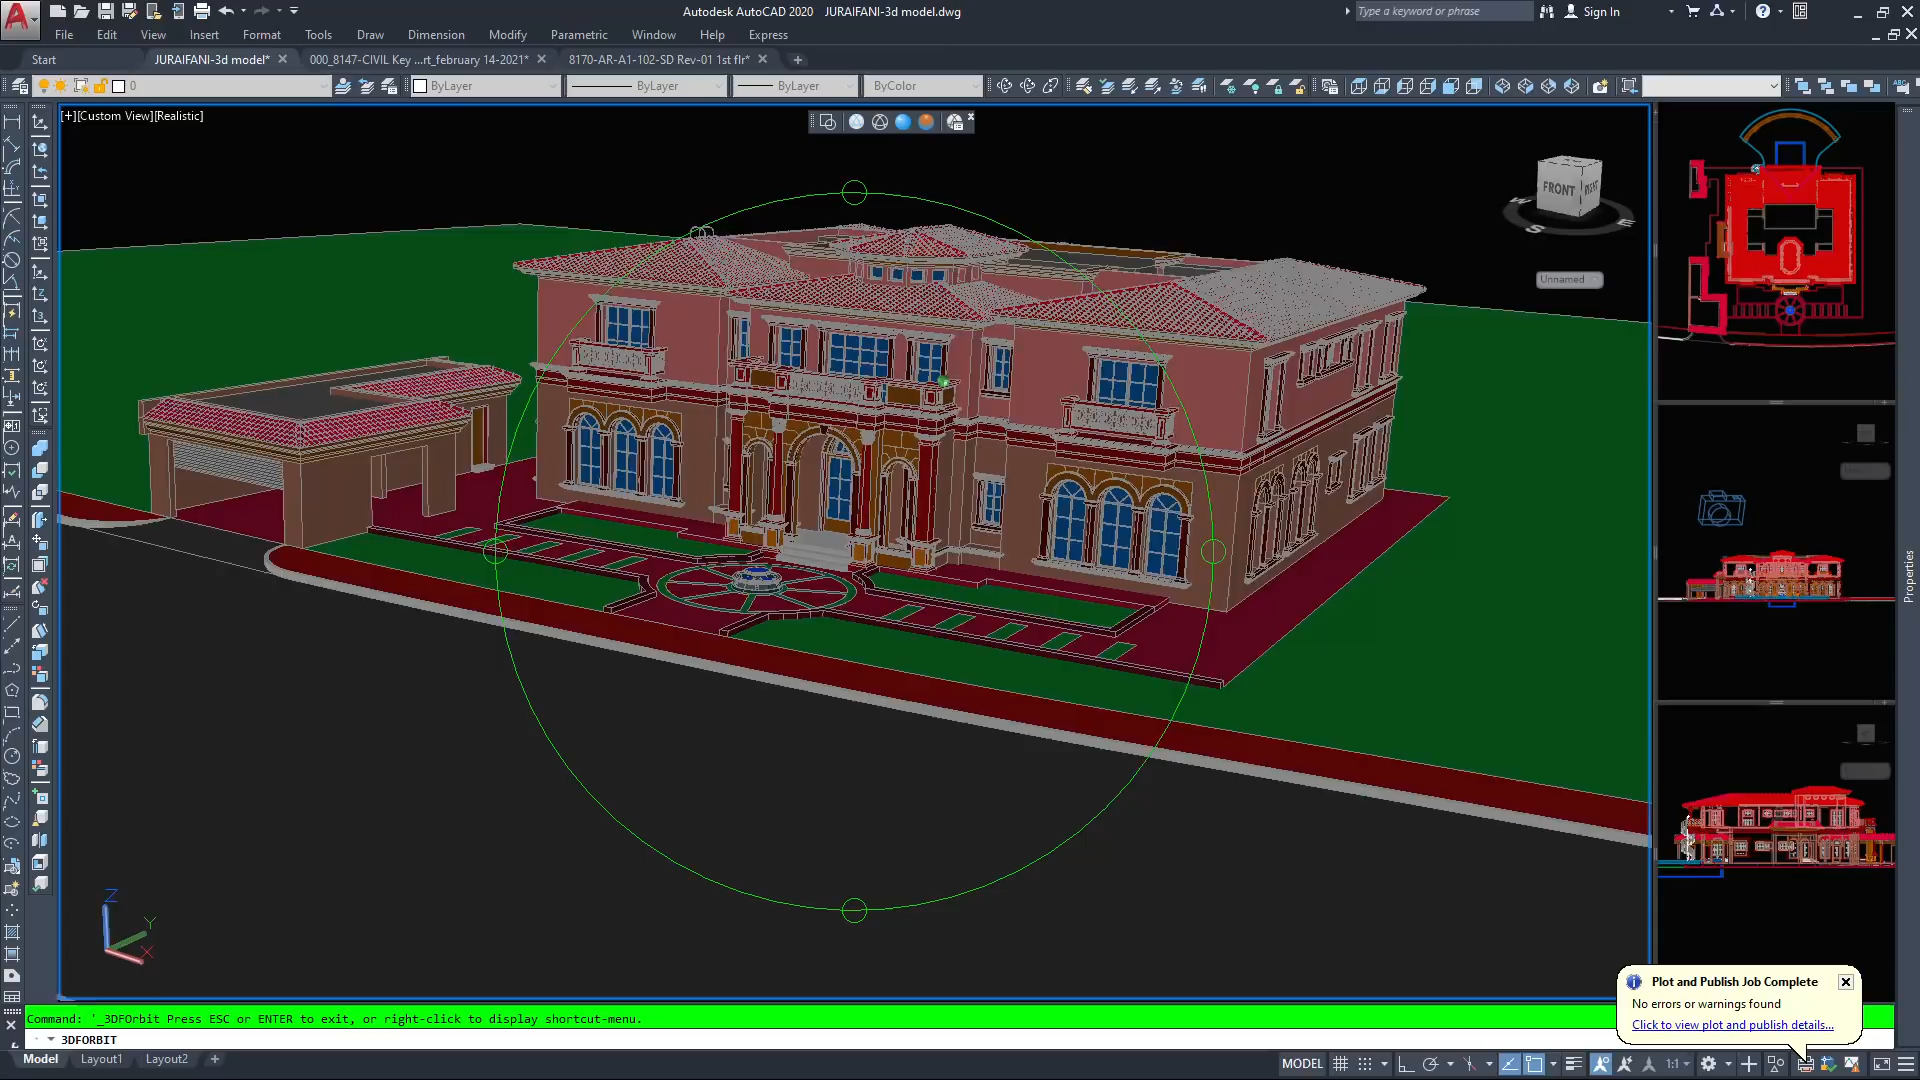 Autodesk AutoCAD 2020 JURAIFANI-3d model.dwg
Type a keyword or phrase
Sign In
File Edit View Insert Format Tools Draw Dimension Modify Parametric Window Help Express
Start
JURAIFANI-3d model*
000_8147-CIVIL Key ...rt_february 14-2021*
8170-AR-A1-102-SD Rev-01 1st flr*
0
ByLayer
ByLayer
ByLayer
ByColor
[+][Custom View][Realistic]
FRONT
RIGHT
W
S
E
Unnamed
Properties
Z
Y
X
Plot and Publish Job Complete
No errors or warnings found
Click to view plot and publish details...
Command: '_3DFOrbit Press ESC or ENTER to exit, or right-click to display shortcut-menu.
3DFORBIT
Model Layout1 Layout2
MODEL
1:1